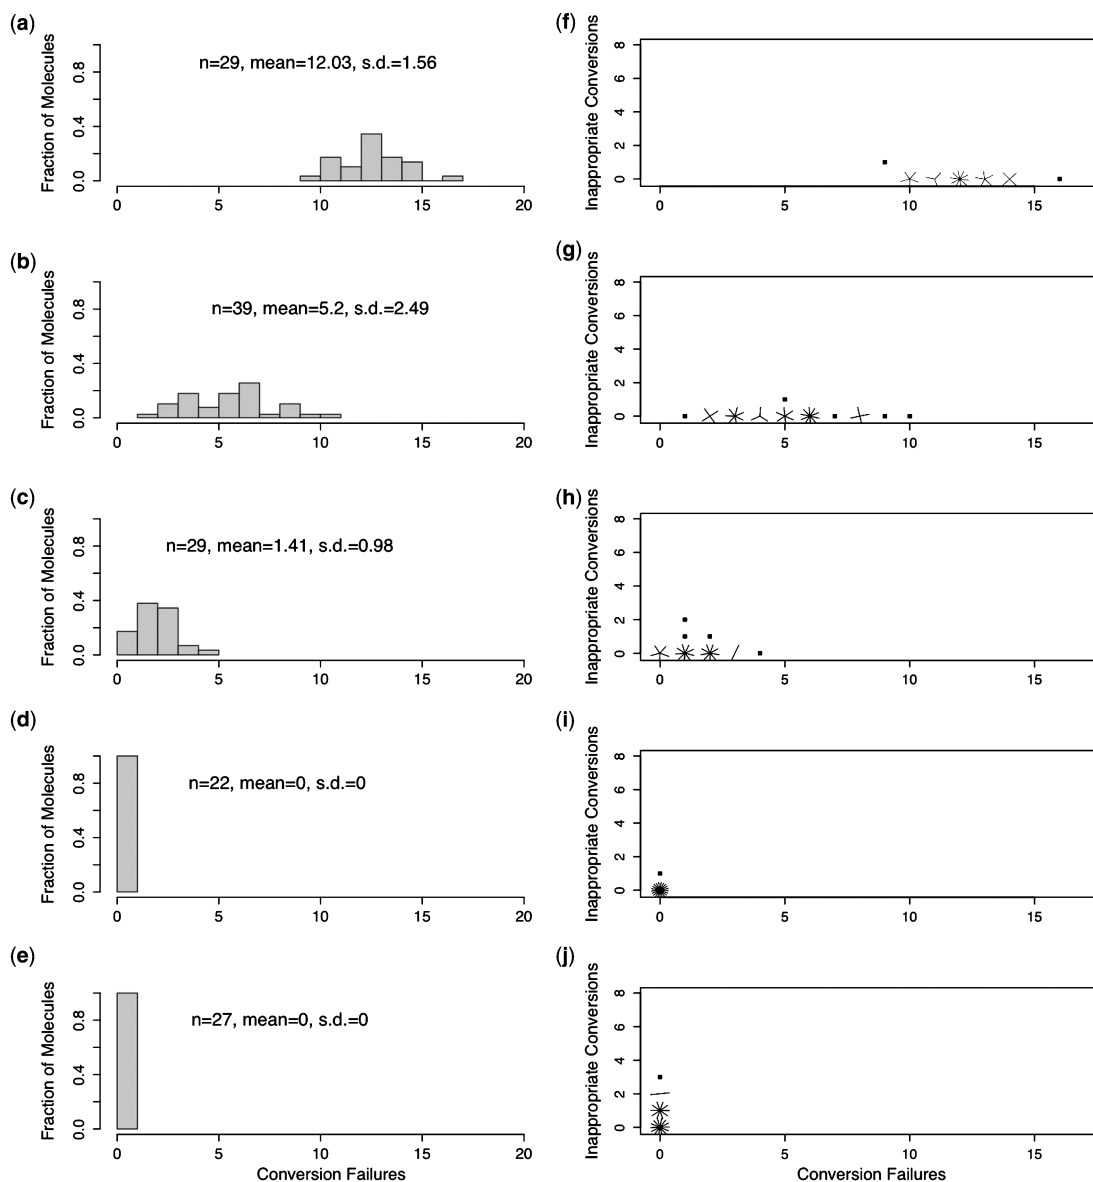 (a)
Fraction of Molecules
0.0 0.4 0.8
n=29, mean=12.03, s.d.=1.56
0 5 10 15 20
(f)
Inappropriate Conversions
0 2 4 6 8
0 5 10 15
(b)
Fraction of Molecules
0.0 0.4 0.8
n=39, mean=5.2, s.d.=2.49
0 5 10 15 20
(g)
Inappropriate Conversions
0 2 4 6 8
0 5 10 15
(c)
Fraction of Molecules
0.0 0.4 0.8
n=29, mean=1.41, s.d.=0.98
0 5 10 15 20
(h)
Inappropriate Conversions
0 2 4 6 8
0 5 10 15
(d)
Fraction of Molecules
0.0 0.4 0.8
n=22, mean=0, s.d.=0
0 5 10 15 20
(i)
Inappropriate Conversions
0 2 4 6 8
0 5 10 15
(e)
Fraction of Molecules
0.0 0.4 0.8
n=27, mean=0, s.d.=0
0 5 10 15 20
Conversion Failures
(j)
Inappropriate Conversions
0 2 4 6 8
0 5 10 15
Conversion Failures